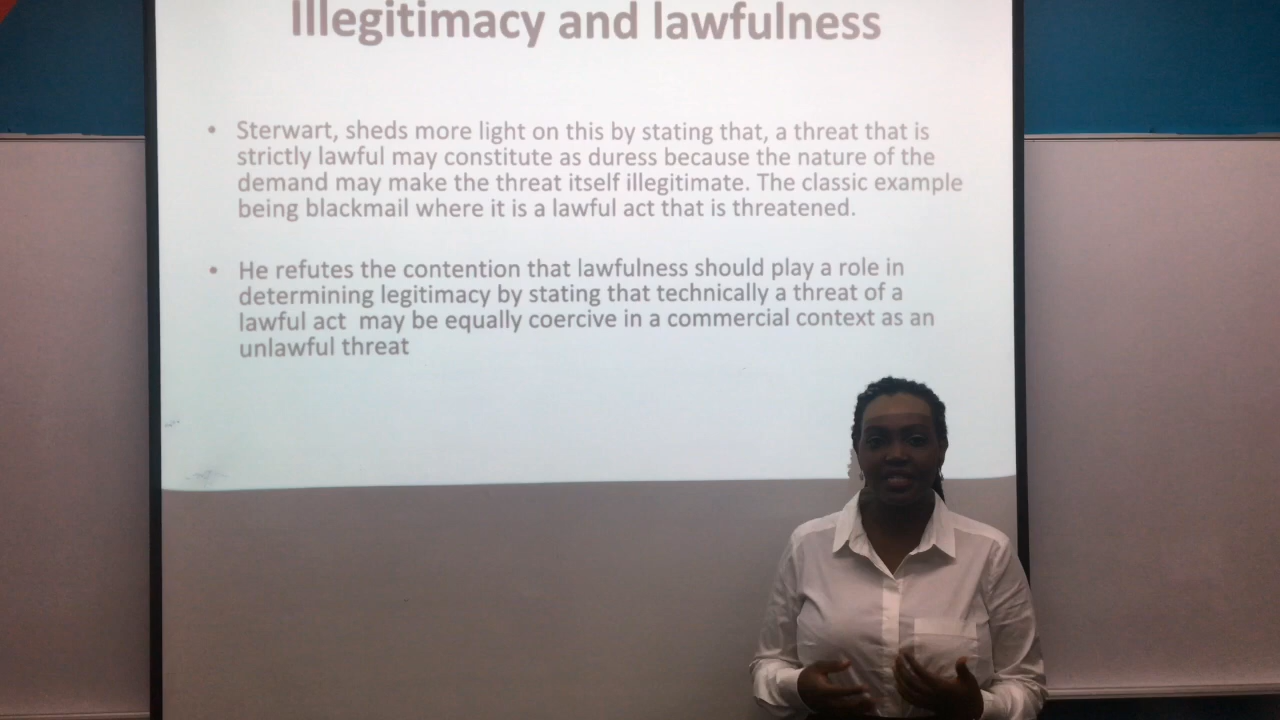 Illegitimacy and lawfulness
• Sterwart, sheds more light on this by stating that, a threat that is
strictly lawful may constitute as duress because the nature of the
demand may make the threat itself illegitimate. The classic example
being blackmail where it is a lawful act that is threatened.
• He refutes the contention that lawfulness should play a role in
determining legitimacy by stating that technically a threat of a
lawful act  may be equally coercive in a commercial context as an
unlawful threat